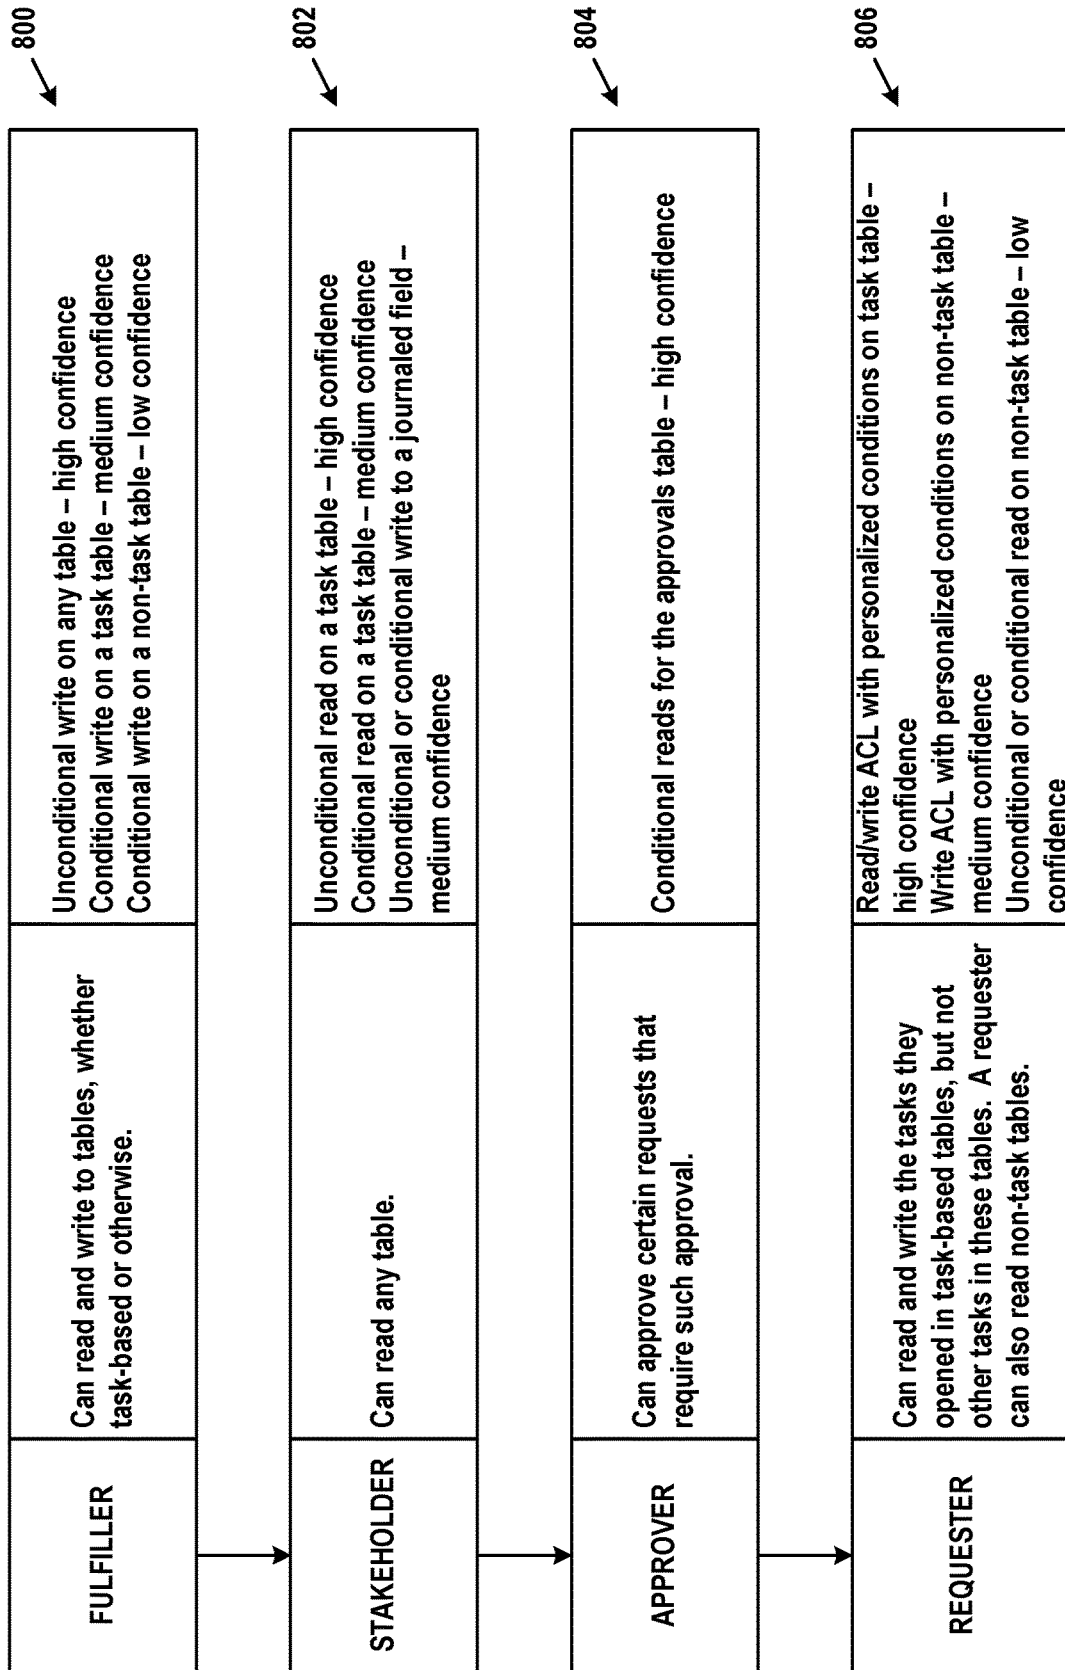 FULFILLER
Can read and write to tables, whether
task-based or otherwise.
Unconditional write on any table – high confidence
Conditional write on a task table – medium confidence
Conditional write on a non-task table – low confidence
800
STAKEHOLDER
Can read any table.
Unconditional read on a task table – high confidence
Conditional read on a task table – medium confidence
Unconditional or conditional write to a journaled field –
medium confidence
802
APPROVER
Can approve certain requests that
require such approval.
Conditional reads for the approvals table – high confidence
804
REQUESTER
Can read and write the tasks they
opened in task-based tables, but not
other tasks in these tables. A requester
can also read non-task tables.
Read/write ACL with personalized conditions on task table –
high confidence
Write ACL with personalized conditions on non-task table –
medium confidence
Unconditional or conditional read on non-task table – low
confidence
806